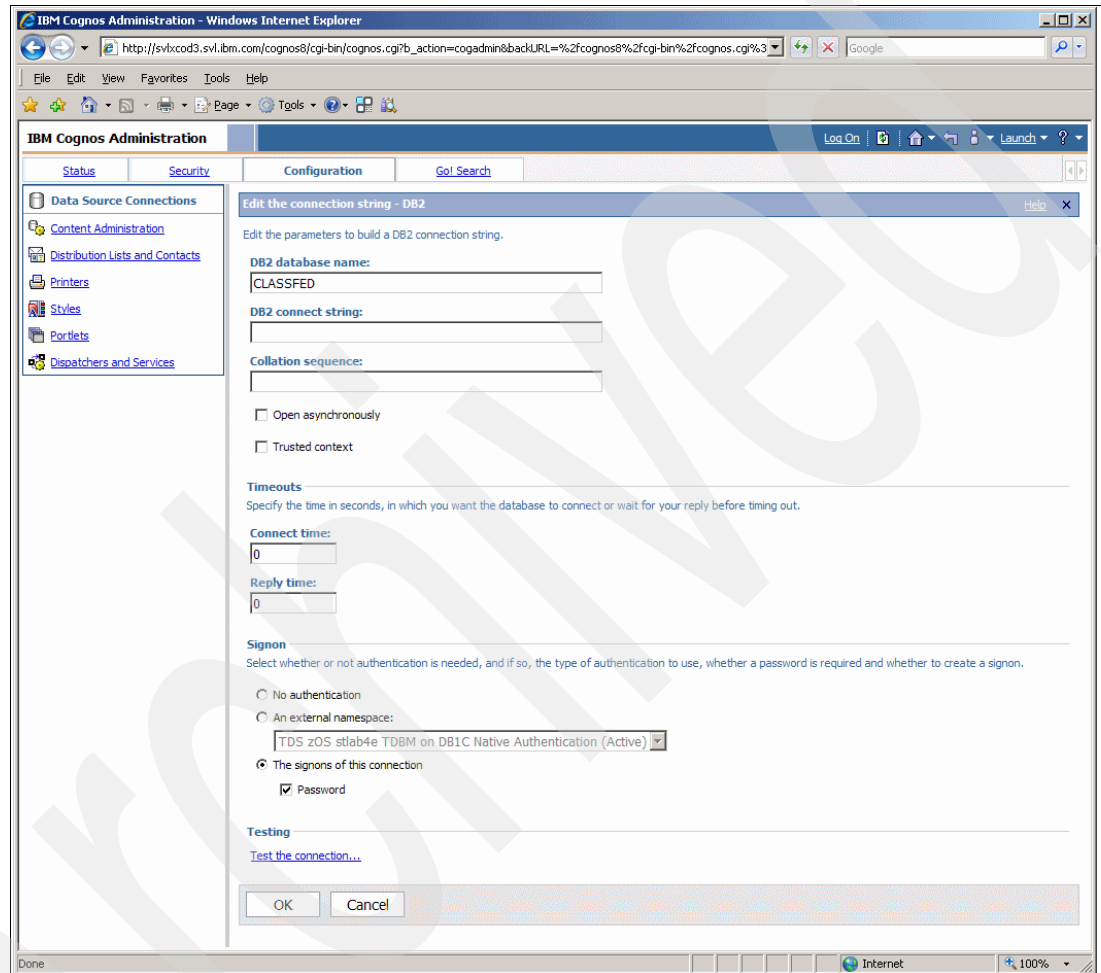 IBM Cognos Administration - Windows Internet Explorer
http://svlxcod3.svl.ibm.com/cognos8/cgi-bin/cognos.cgi?b_action=cogadmin&backURL=%2fcognos8%2fcgi-bin%2fcognos.cgi%3
Google
File Edit View Favorites Tools Help
Page Tools
IBM Cognos Administration
Log On Launch ?
Status Security Configuration Go! Search
Data Source Connections
Content Administration
Distribution Lists and Contacts
Printers
Styles
Portlets
Dispatchers and Services
Edit the connection string - DB2 Help X
Edit the parameters to build a DB2 connection string.
DB2 database name:
CLASSFED
DB2 connect string:
Collation sequence:
Open asynchronously
Trusted context
Timeouts
Specify the time in seconds, in which you want the database to connect or wait for your reply before timing out.
Connect time:
0
Reply time:
0
Signon
Select whether or not authentication is needed, and if so, the type of authentication to use, whether a password is required and whether to create a signon.
No authentication
An external namespace:
TDS zOS stlab4e TDBM on DB1C Native Authentication (Active)
The signons of this connection
Password
Testing
Test the connection...
OK Cancel
Done Internet 100%